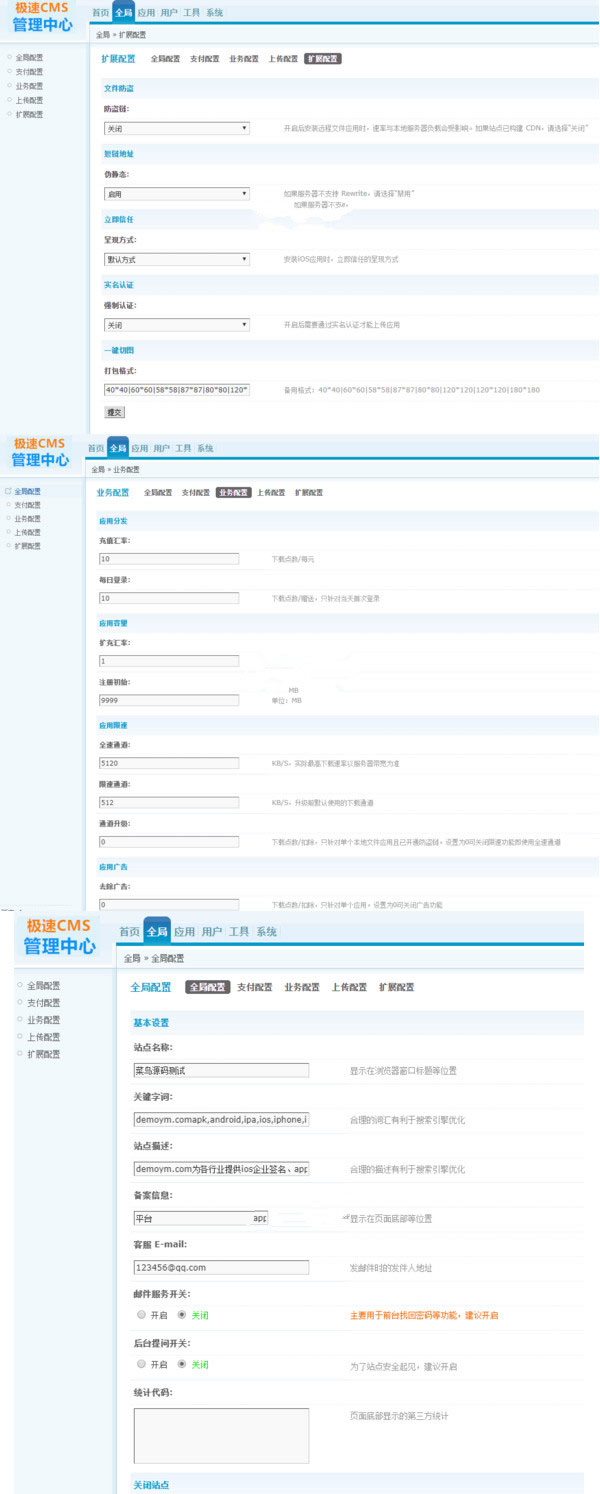 极速CMS
管理中心
首页 全局 应用 用户 工具 系统
全局 » 扩展配置
全局配置
支付配置
业务配置
上传配置
扩展配置
扩展配置 全局配置 支付配置 业务配置 上传配置 扩展配置
文件防盗
防盗链:
关闭 开启后安装远程文件应用时，速率与本地服务器负载会受影响。如果站点已构建 CDN，请选择"关闭"
短链地址
伪静态:
启用 如果服务器不支持 Rewrite，请选择"禁用"
如果服务器不支
立即信任
呈现方式:
默认方式 安装iOS应用时，立即信任的呈现方式
实名认证
强制认证:
关闭 开启后需要通过实名认证才能上传应用
一键切图
打包格式:
40*40|60*60|58*58|87*87|80*80|120* 备用格式：40*40|60*60|58*58|87*87|80*80|120*120|120*120|180*180
提交
极速CMS
管理中心
首页 全局 应用 用户 工具 系统
全局 » 业务配置
全局配置
支付配置
业务配置
上传配置
扩展配置
业务配置 全局配置 支付配置 业务配置 上传配置 扩展配置
应用分发
充值汇率:
10 下载点数/每元
每日登录:
10 下载点数/赠送，只针对当天首次登录
应用容量
扩充汇率:
1
注册初始:
MB
9999 单位：MB
应用限速
全速通道:
5120 KB/S，实际最高下载速率以服务器带宽为准
限速通道:
512 KB/S，升级前默认使用的下载通道
通道升级:
0 下载点数/扣除，只针对单个本地文件应用且已开通防盗链，设置为0可关闭限速功能即使用全速通道
应用广告
去除广告:
0 下载点数/扣除，只针对单个应用，设置为0可关闭广告功能
极速CMS
管理中心
首页 全局 应用 用户 工具 系统
全局 » 全局配置
全局配置
支付配置
业务配置
上传配置
扩展配置
全局配置 全局配置 支付配置 业务配置 上传配置 扩展配置
基本设置
站点名称:
菜鸟源码测试 显示在浏览器窗口标题等位置
关键字词:
demoym.comapk,android,ipa,ios,iphone,i 合理的词汇有利于搜索引擎优化
站点描述:
demoym.com为各行业提供ios企业签名、app 合理的描述有利于搜索引擎优化
备案信息:
平台 app 显示在页面底部等位置
客服 E-mail:
123456@qq.com 发邮件时的发件人地址
邮件服务开关:
开启 关闭 主要用于前台找回密码等功能，建议开启
后台提问开关:
开启 关闭 为了站点安全起见，建议开启
统计代码:
页面底部显示的第三方统计
关闭站点